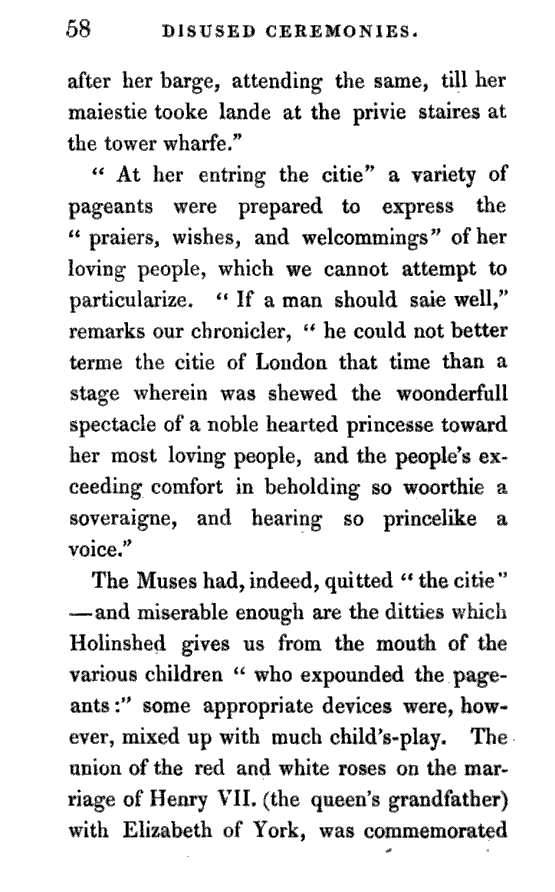 58 DISUSED CEREMONIES.
after her barge, attending the same, till her
maiestie tooke lande at the privie staires at
the tower wharfe.”
“ At her entring the citie” a variety of
pageants were prepared to express the
“ praiers, wishes, and welcommings” of her
loving people, which we cannot attempt to
particularize. “ If a man should saie well,”
remarks our chronicler, “ he could not better
terme the citie of London that time than a
stage wherein was shewed the woonderfull
spectacle of a noble hearted princesse toward
her most loving people, and the people’s ex-
ceeding comfort in beholding so woorthie a
soveraigne, and hearing so princelike a
voice.”
The Muses had, indeed, quitted “ the citie”
—and miserable enough are the ditties which
Holinshed gives us from the mouth of the
various children “ who expounded the page-
ants :” some appropriate devices were, how-
ever, mixed up with much child’s-play. The
union of the red and white roses on the mar-
riage of Henry VII. (the queen’s grandfather)
with Elizabeth of York, was commemorated